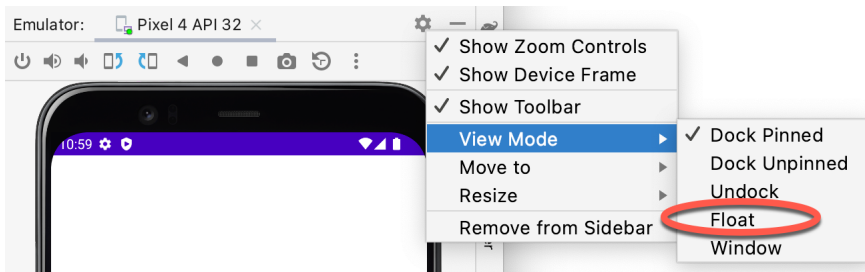 Emulator: Pixel 4 API 32
Show Zoom Controls
Show Device Frame
Show Toolbar
View Mode
Move to
Resize
Remove from Sidebar
Dock Pinned
Dock Unpinned
Undock
Float
Window
10:59